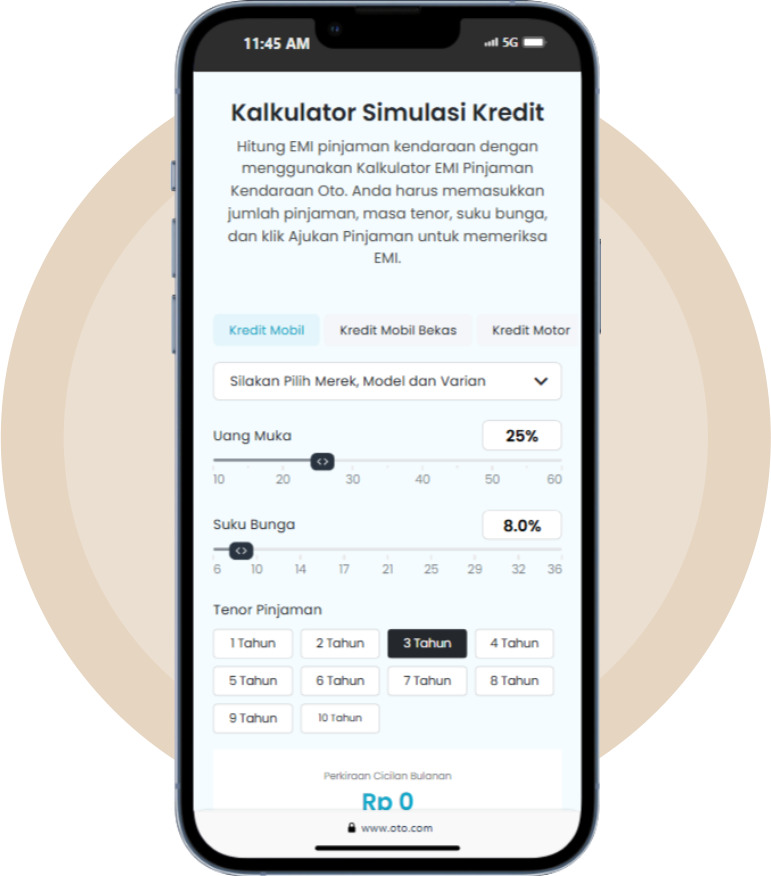 11:45 AM 5G
Kalkulator Simulasi Kredit
Hitung EMI pinjaman kendaraan dengan
menggunakan Kalkulator EMI Pinjaman
Kendaraan Oto. Anda harus memasukkan
jumlah pinjaman, masa tenor, suku bunga,
dan klik Ajukan Pinjaman untuk memeriksa
EMI.
Kredit Mobil Kredit Mobil Bekas Kredit Motor
Silakan Pilih Merek, Model dan Varian
Uang Muka 25%
10 20 30 40 50 60
Suku Bunga 8.0%
6 10 14 17 21 25 29 32 36
Tenor Pinjaman
1 Tahun 2 Tahun 3 Tahun 4 Tahun
5 Tahun 6 Tahun 7 Tahun 8 Tahun
9 Tahun 10 Tahun
Perkiraan Cicilan Bulanan
Rp 0
www.oto.com